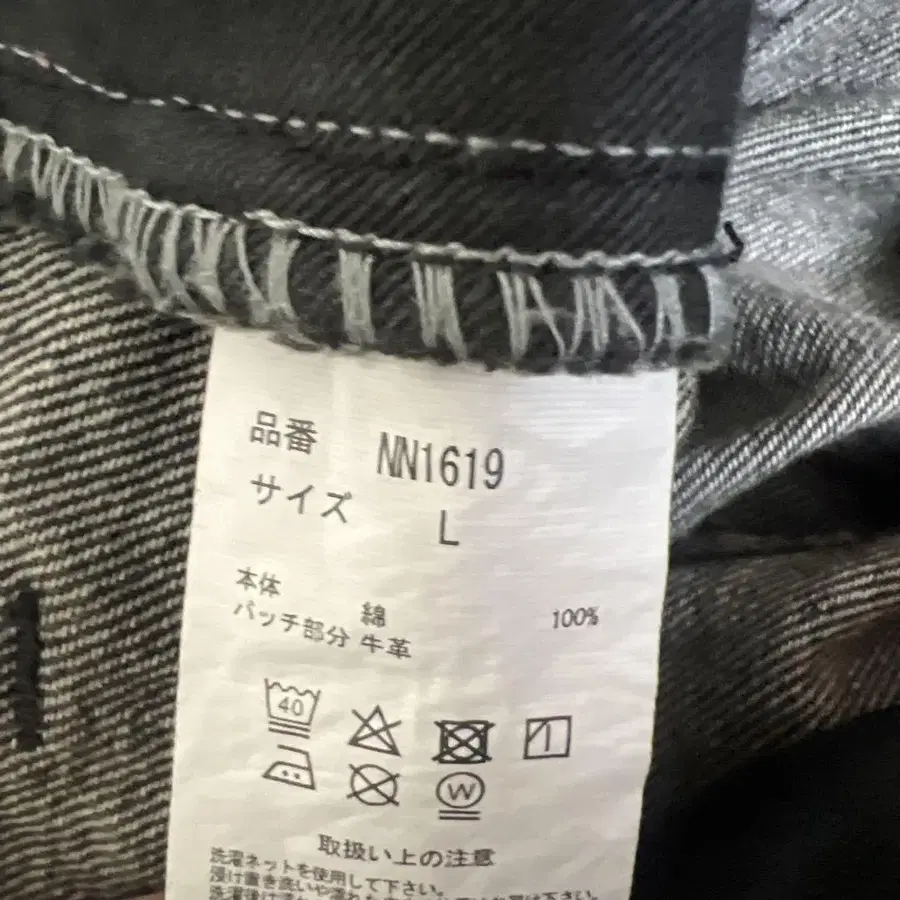 品番 NN1619
サイズ L
本体 綿 100%
パッチ部分 牛革
40
W
取扱い上の注意
洗濯ネットを使用して下さい。